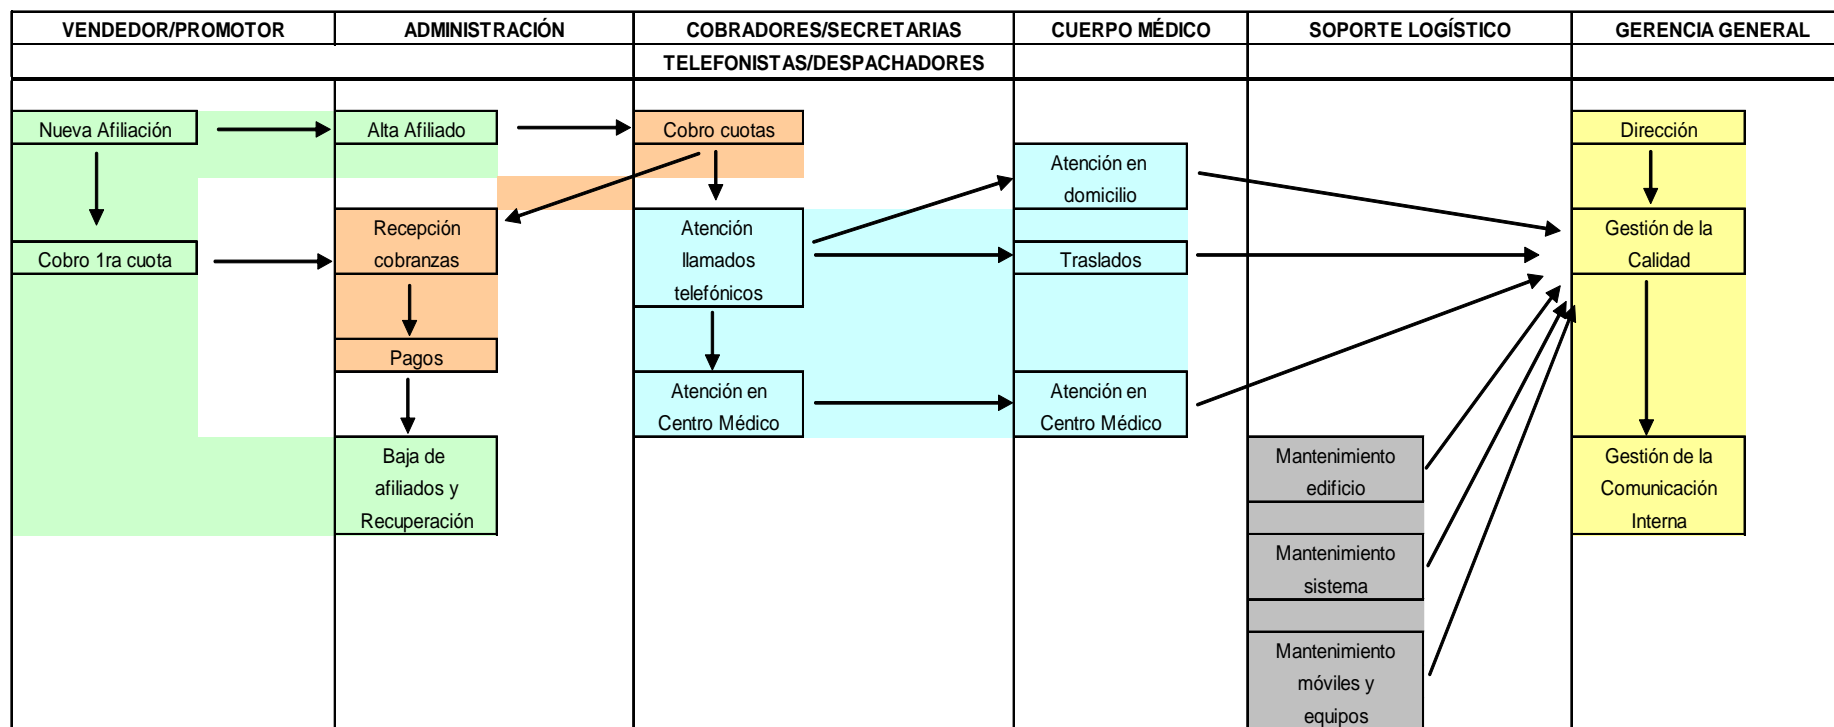 VENDEDOR/PROMOTOR
ADMINISTRACIÓN
COBRADORES/SECRETARIAS
CUERPO MÉDICO
SOPORTE LOGÍSTICO
GERENCIA GENERAL
TELEFONISTAS/DESPACHADORES
Nueva Afiliación
Alta Afiliado
Cobro cuotas
Dirección
Atención en
domicilio
Recepción
cobranzas
Atención
llamados
telefónicos
Gestión de la
Calidad
Cobro 1ra cuota
Traslados
Pagos
Atención en
Centro Médico
Atención en
Centro Médico
Baja de
afiliados y
Recuperación
Mantenimiento
edificio
Gestión de la
Comunicación
Interna
Mantenimiento
sistema
Mantenimiento
móviles y
equipos